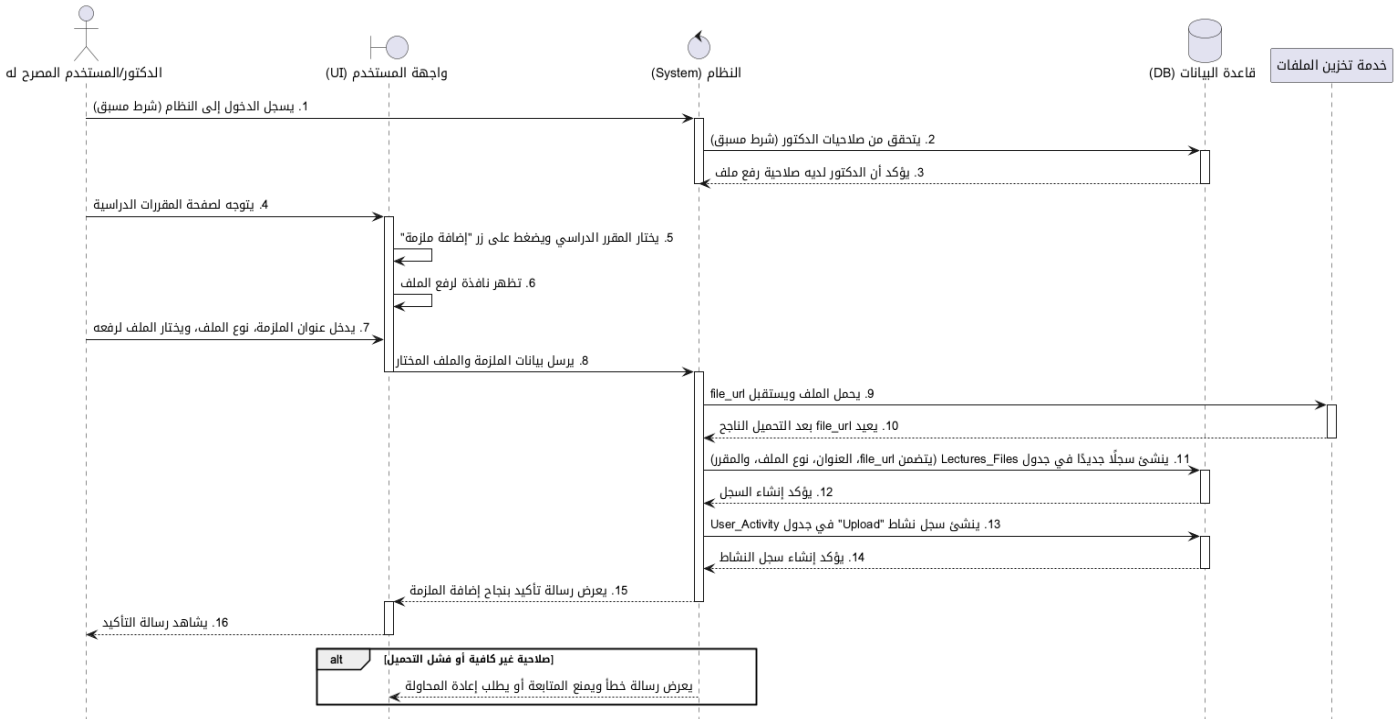 الدكتور/المستخدم المصرح له
واجهة المستخدم (UI)
النظام (System)
قاعدة البيانات (DB)
خدمة تخزين الملفات
1. يسجل الدخول إلى النظام (شرط مسبق)
2. يتحقق من صلاحيات الدكتور (شرط مسبق)
3. يؤكد أن الدكتور لديه صلاحية رفع ملف
4. يتوجه لصفحة المقررات الدراسية
5. يختار المقرر الدراسي ويضغط على زر "إضافة ملزمة"
6. تظهر نافذة لرفع الملف
7. يدخل عنوان الملزمة، نوع الملف، ويختار الملف لرفعه
8. يرسل بيانات الملزمة والملف المختار
9. يحمل الملف ويستقبل file_url
10. يعيد file_url بعد التحميل الناجح
11. ينشئ سجلًا جديدًا في جدول Lectures_Files (يتضمن file_url، العنوان، نوع الملف، والمقرر)
12. يؤكد إنشاء السجل
13. ينشئ سجل نشاط "Upload" في جدول User_Activity
14. يؤكد إنشاء سجل النشاط
15. يعرض رسالة تأكيد بنجاح إضافة الملزمة
16. يشاهد رسالة التأكيد
alt [صلاحية غير كافية أو فشل التحميل]
يعرض رسالة خطأ ويمنع المتابعة أو يطلب إعادة المحاولة